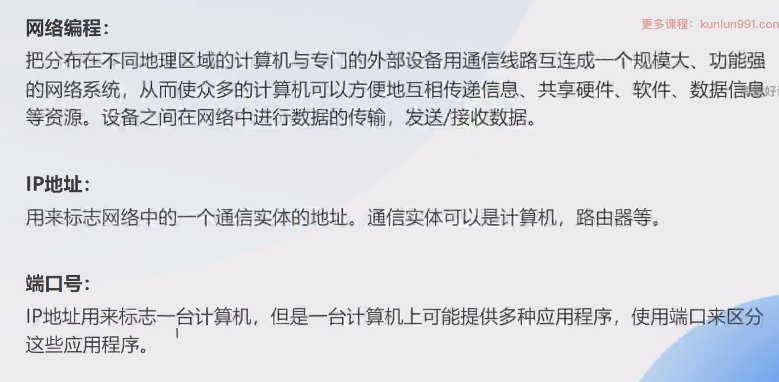 更多课程：kunlun991.com
网络编程：
把分布在不同地理区域的计算机与专门的外部设备用通信线路互连成一个规模大、功能强
的网络系统，从而使众多的计算机可以方便地互相传递信息、共享硬件、软件、数据信息
等资源。设备之间在网络中进行数据的传输，发送/接收数据。
IP地址：
用来标志网络中的一个通信实体的地址。通信实体可以是计算机，路由器等。
端口号：
IP地址用来标志一台计算机，但是一台计算机上可能提供多种应用程序，使用端口来区分
这些应用程序。